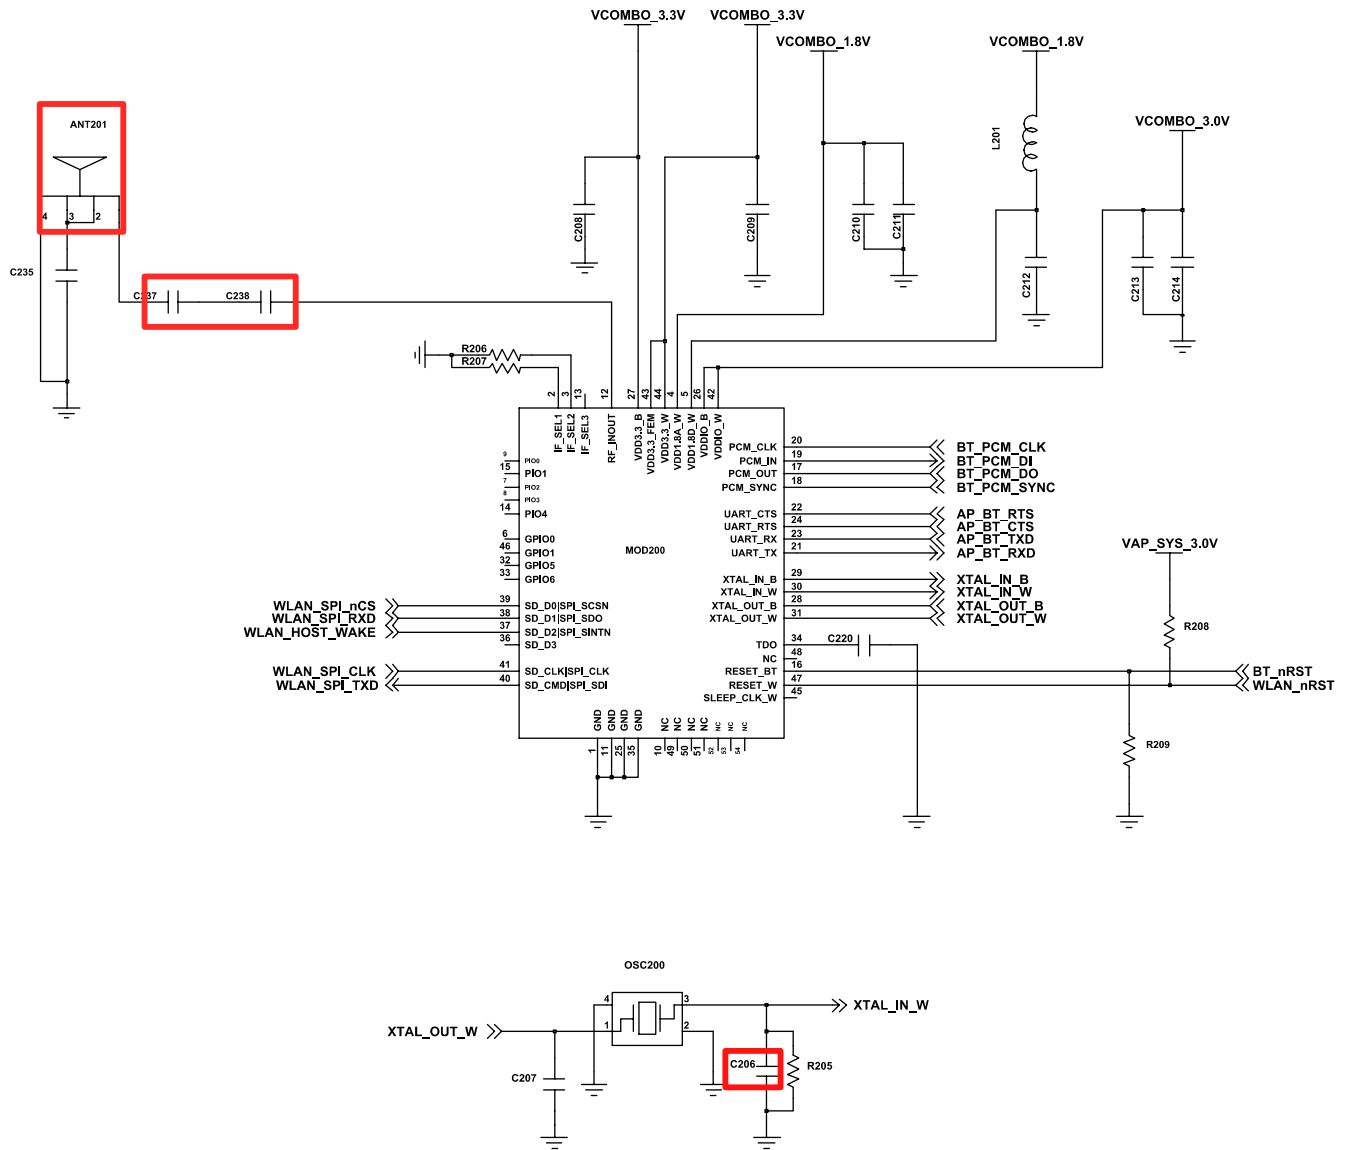 VCOMBO_3.3V VCOMBO_3.3V
VCOMBO_1.8V VCOMBO_1.8V
VCOMBO_3.0V
ANT201
L201
4 3 2
C235
C237 C238
C208 C209 C210 C211
C212 C213 C214
R206
R207
2 3 13 12 27 43 44 4 5 26 42
IF_SEL1
IF_SEL2
IF_SEL3
RF_INOUT
VDD3.3_B
VDD3.3_FEM
VDD3.3_W
VDD1.8A_W
VDD1.8D_W
VDDIO_B
VDDIO_W
9 PIO0
15 PIO1
7 PIO2
8 PIO3
14 PIO4
6 GPIO0
46 GPIO1
32 GPIO5
33 GPIO6
MOD200
WLAN_SPI_nCS 39 SD_D0|SPI_SCSN
WLAN_SPI_RXD 38 SD_D1|SPI_SDO
WLAN_HOST_WAKE 37 SD_D2|SPI_SINTN
36 SD_D3
WLAN_SPI_CLK 41 SD_CLK|SPI_CLK
WLAN_SPI_TXD 40 SD_CMD|SPI_SDI
PCM_CLK 20 BT_PCM_CLK
PCM_IN 19 BT_PCM_DI
PCM_OUT 17 BT_PCM_DO
PCM_SYNC 18 BT_PCM_SYNC
UART_CTS 22 AP_BT_RTS
UART_RTS 24 AP_BT_CTS
UART_RX 23 AP_BT_TXD
UART_TX 21 AP_BT_RXD
XTAL_IN_B 29 XTAL_IN_B
XTAL_IN_W 30 XTAL_IN_W
XTAL_OUT_B 28 XTAL_OUT_B
XTAL_OUT_W 31 XTAL_OUT_W
VAP_SYS_3.0V
R208
TDO 34 C220
NC 48
RESET_BT 16 BT_nRST
RESET_W 47 WLAN_nRST
SLEEP_CLK_W 45
R209
GND GND GND GND NC NC NC NC NC NC NC
1 11 25 35 10 49 50 51 52 53 54
OSC200
4 3
XTAL_IN_W
XTAL_OUT_W
1 2
C207
C206
R205